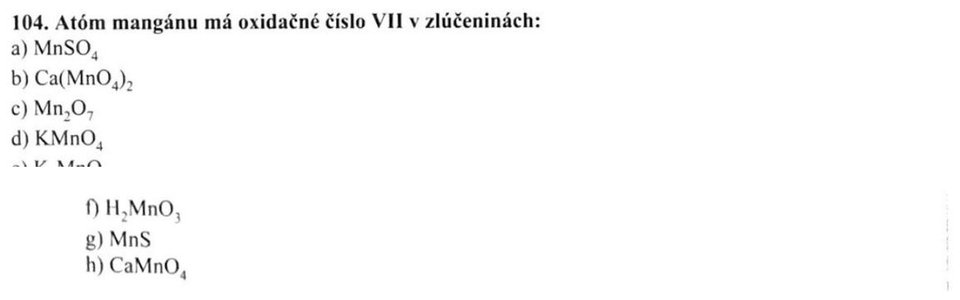 104. Atóm mangánu má oxidačné číslo VII v zlúčeninách:
a) MnSO₄
b) Ca(MnO₄)₂
c) Mn₂O₇
d) KMnO₄
f) H₂MnO₃
g) MnS
h) CaMnO₄